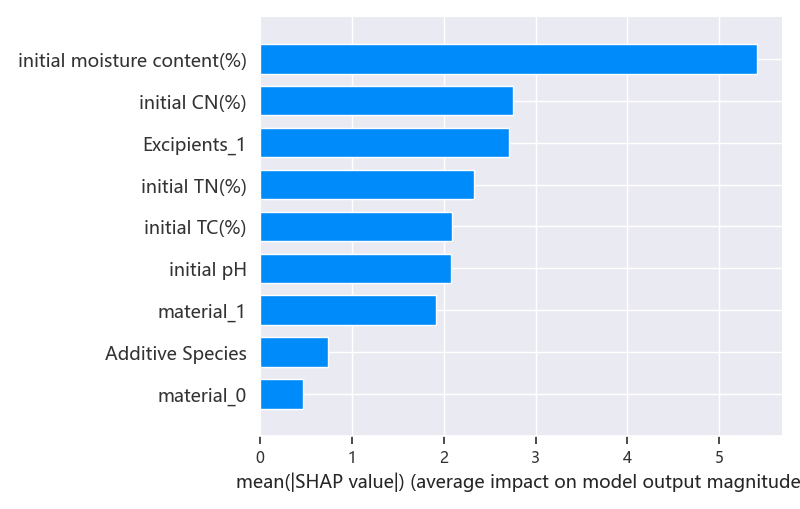 initial moisture content(%)
initial CN(%)
Excipients_1
initial TN(%)
initial TC(%)
initial pH
material_1
Additive Species
material_0
0 1 2 3 4 5
mean(|SHAP value|) (average impact on model output magnitude